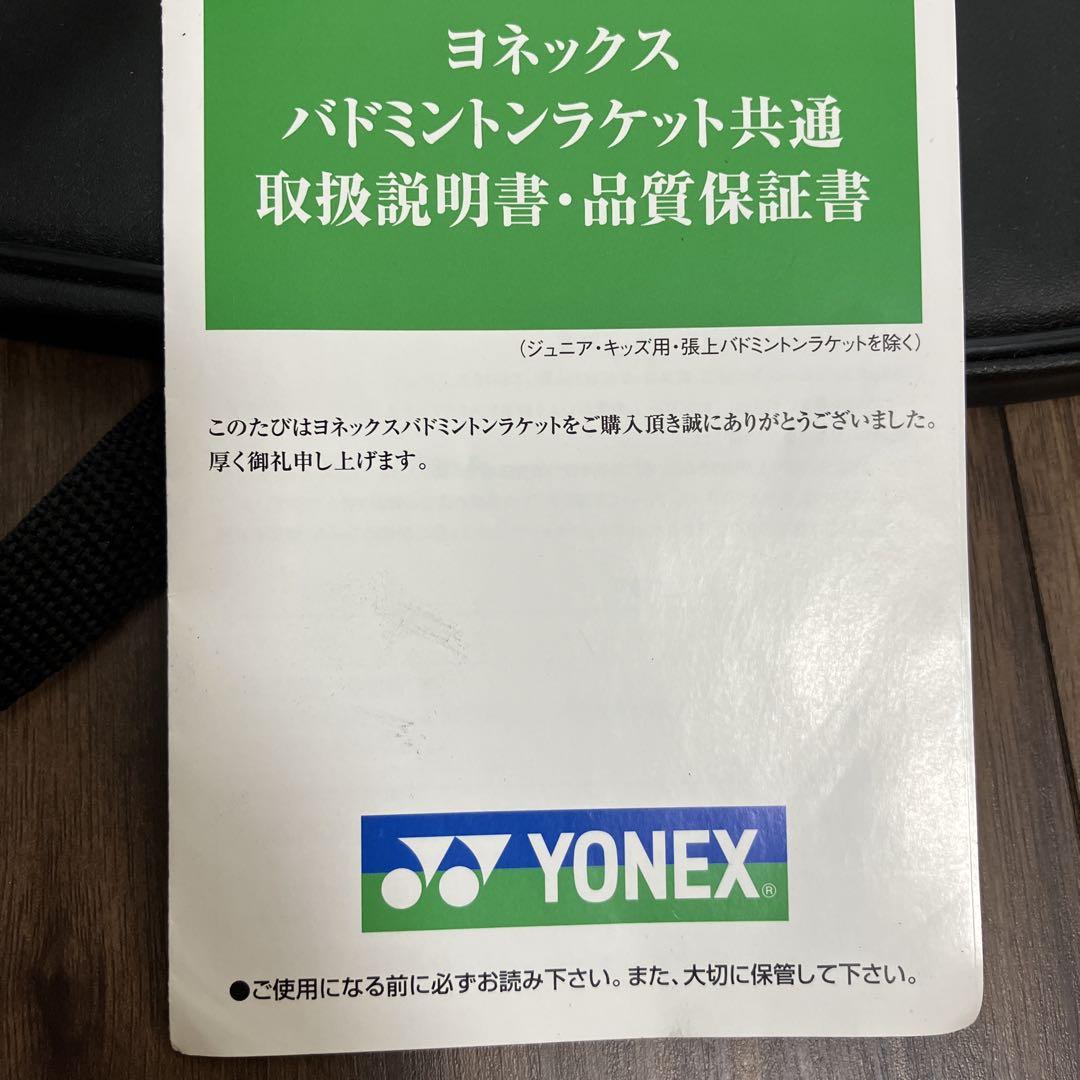 ヨネックス
バドミントンラケット共通
取扱説明書・品質保証書
（ジュニア・キッズ用・張上バドミントンラケットを除く）
このたびはヨネックスバドミントンラケットをご購入頂き誠にありがとうございました。
厚く御礼申し上げます。
YONEX®
●ご使用になる前に必ずお読み下さい。また、大切に保管して下さい。